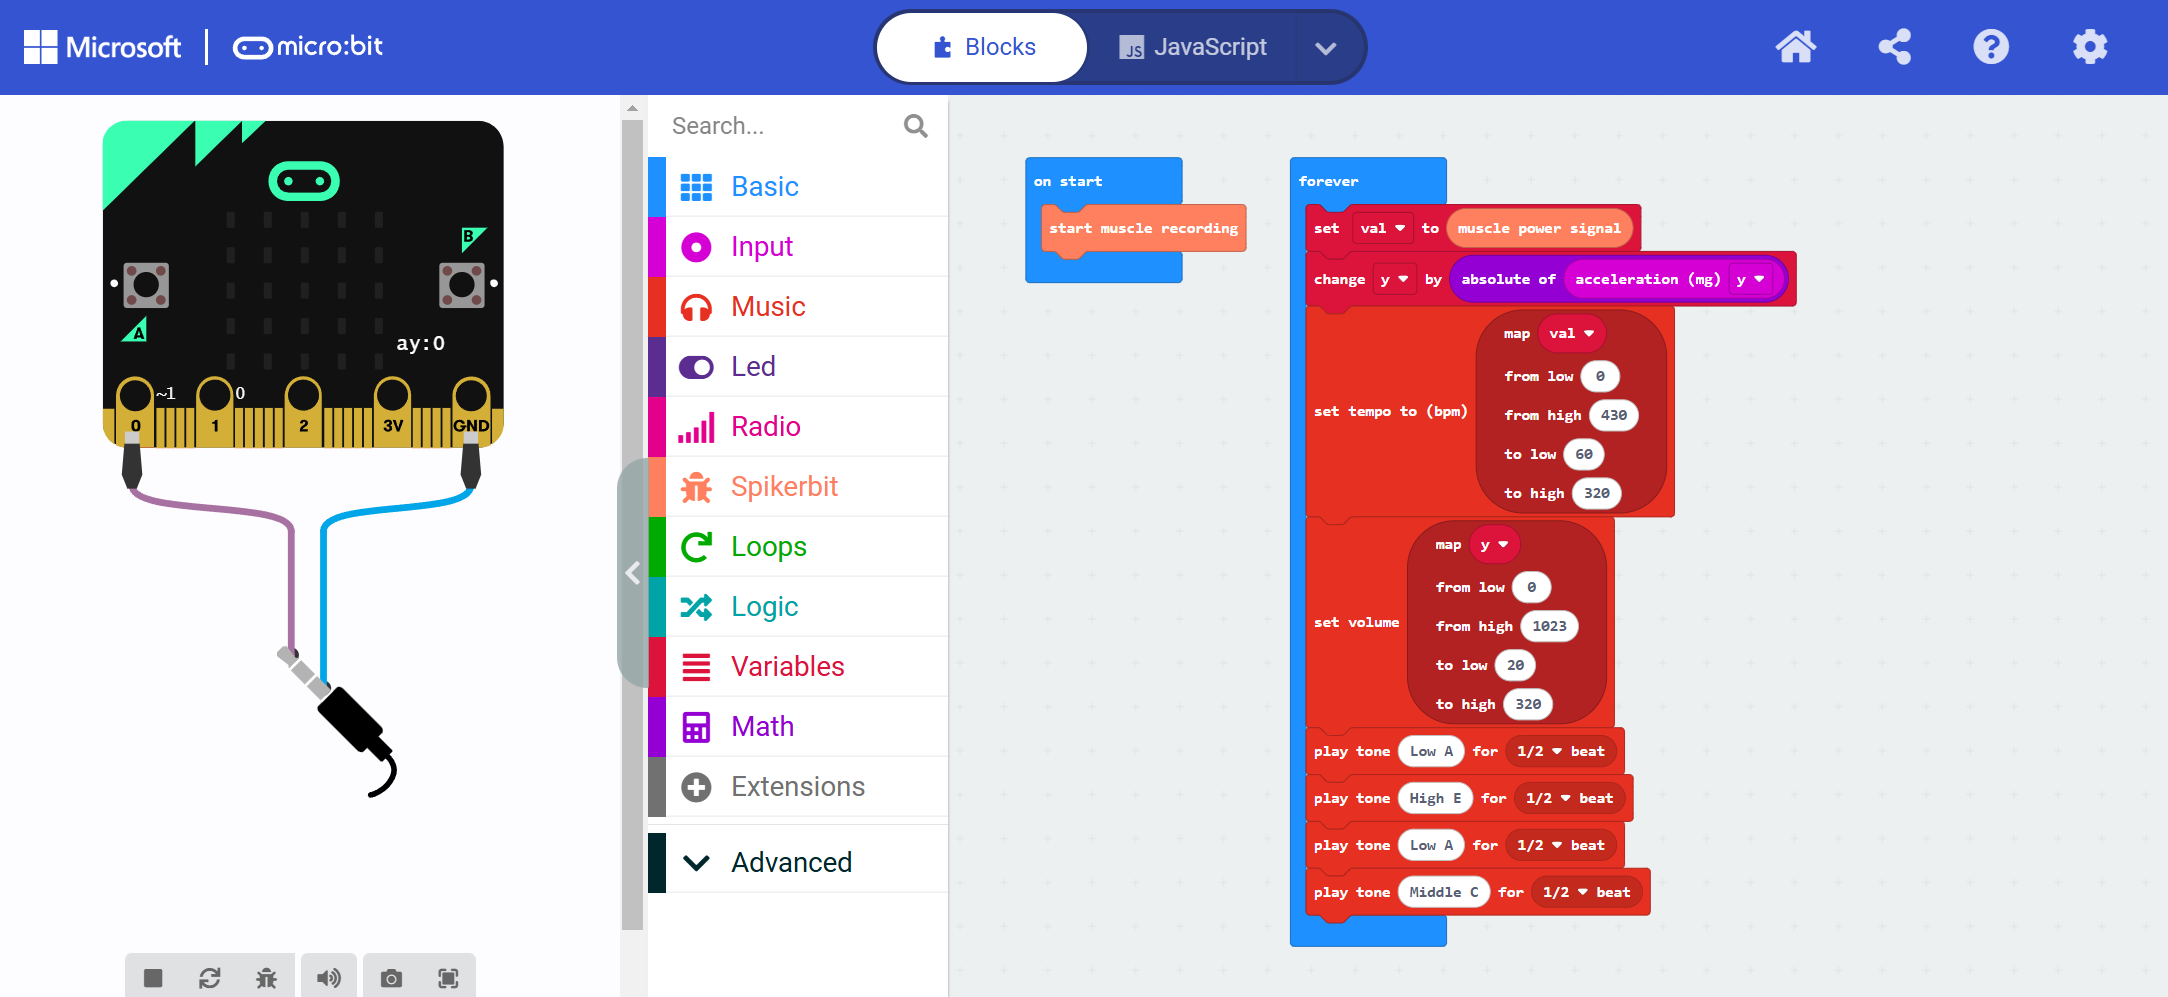 Microsoft | micro:bit
Blocks
JS JavaScript
B
A
ay:0
~1 0
0 1 2 3V GND
Search...
Basic
Input
Music
Led
Radio
Spikerbit
Loops
Logic
Variables
Math
Extensions
Advanced
on start
start muscle recording
forever
set val to muscle power signal
change y by absolute of acceleration (mg) y
set tempo to (bpm)
map val
from low 0
from high 430
to low 60
to high 320
set volume
map y
from low 0
from high 1023
to low 20
to high 320
play tone Low A for 1/2 beat
play tone High E for 1/2 beat
play tone Low A for 1/2 beat
play tone Middle C for 1/2 beat